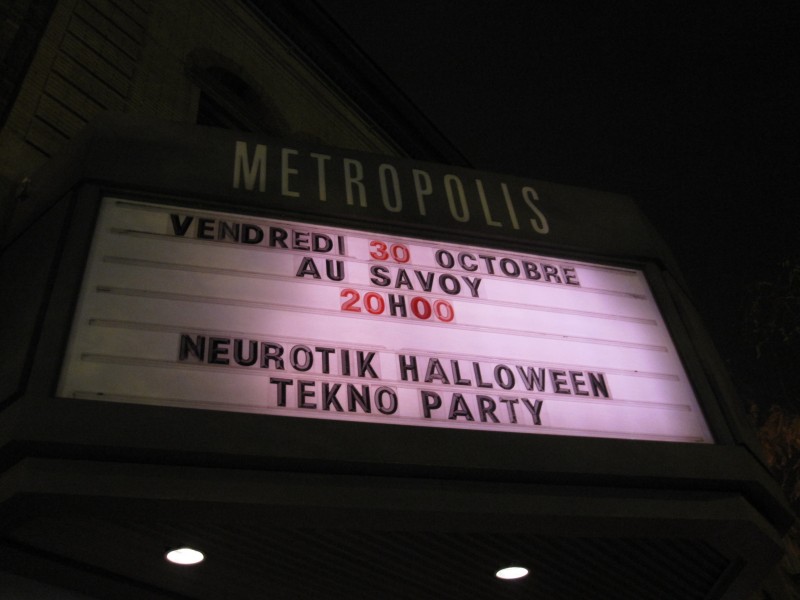 METROPOLIS
VENDREDI 30 OCTOBRE
AU SAVOY
20H00
NEUROTIK HALLOWEEN
TEKNO PARTY